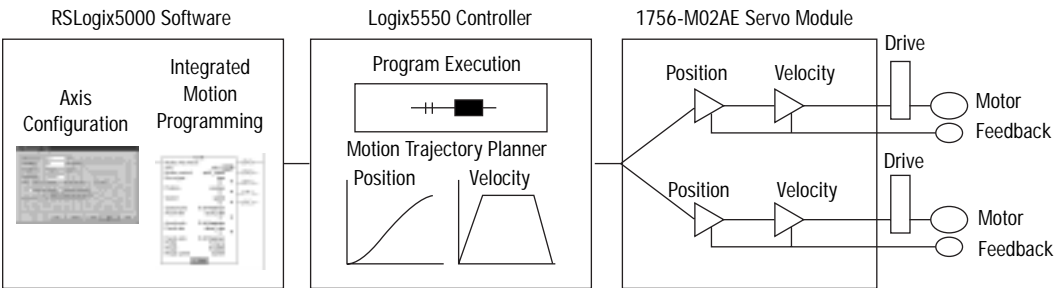 RSLogix5000 Software
Logix5550 Controller
1756-M02AE Servo Module
Axis
Configuration
Integrated
Motion
Programming
Program Execution
Motion Trajectory Planner
Position
Velocity
Position
Velocity
Drive
Motor
Feedback
Position
Velocity
Drive
Motor
Feedback